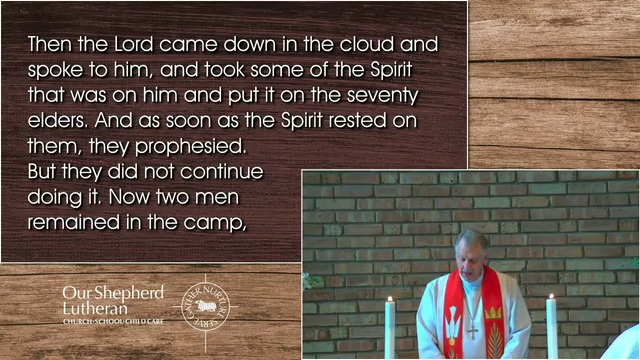 Then the Lord came down in the cloud and
spoke to him, and took some of the Spirit
that was on him and put it on the seventy
elders. And as soon as the Spirit rested on
them, they prophesied.
But they did not continue
doing it. Now two men
remained in the camp,
Our Shepherd
Lutheran
CHURCH•SCHOOL•CHILD CARE
GATHER NURTURE SERVE